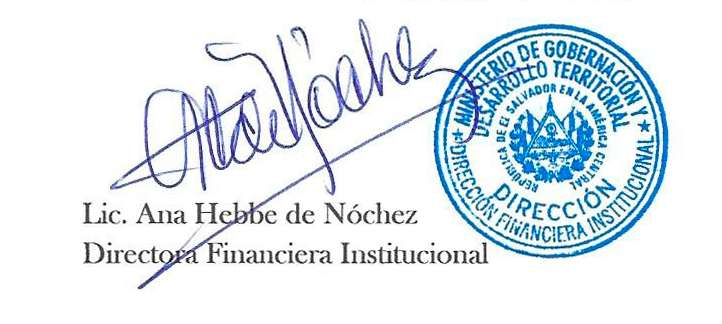 Lic. Ana Hebbe de Nóchez
Directora Financiera Institucional
MINISTERIO DE GOBERNACIÓN Y
DESARROLLO TERRITORIAL
REPÚBLICA DE EL SALVADOR EN LA AMÉRICA CENTRAL
DIRECCIÓN
DIRECCIÓN FINANCIERA INSTITUCIONAL